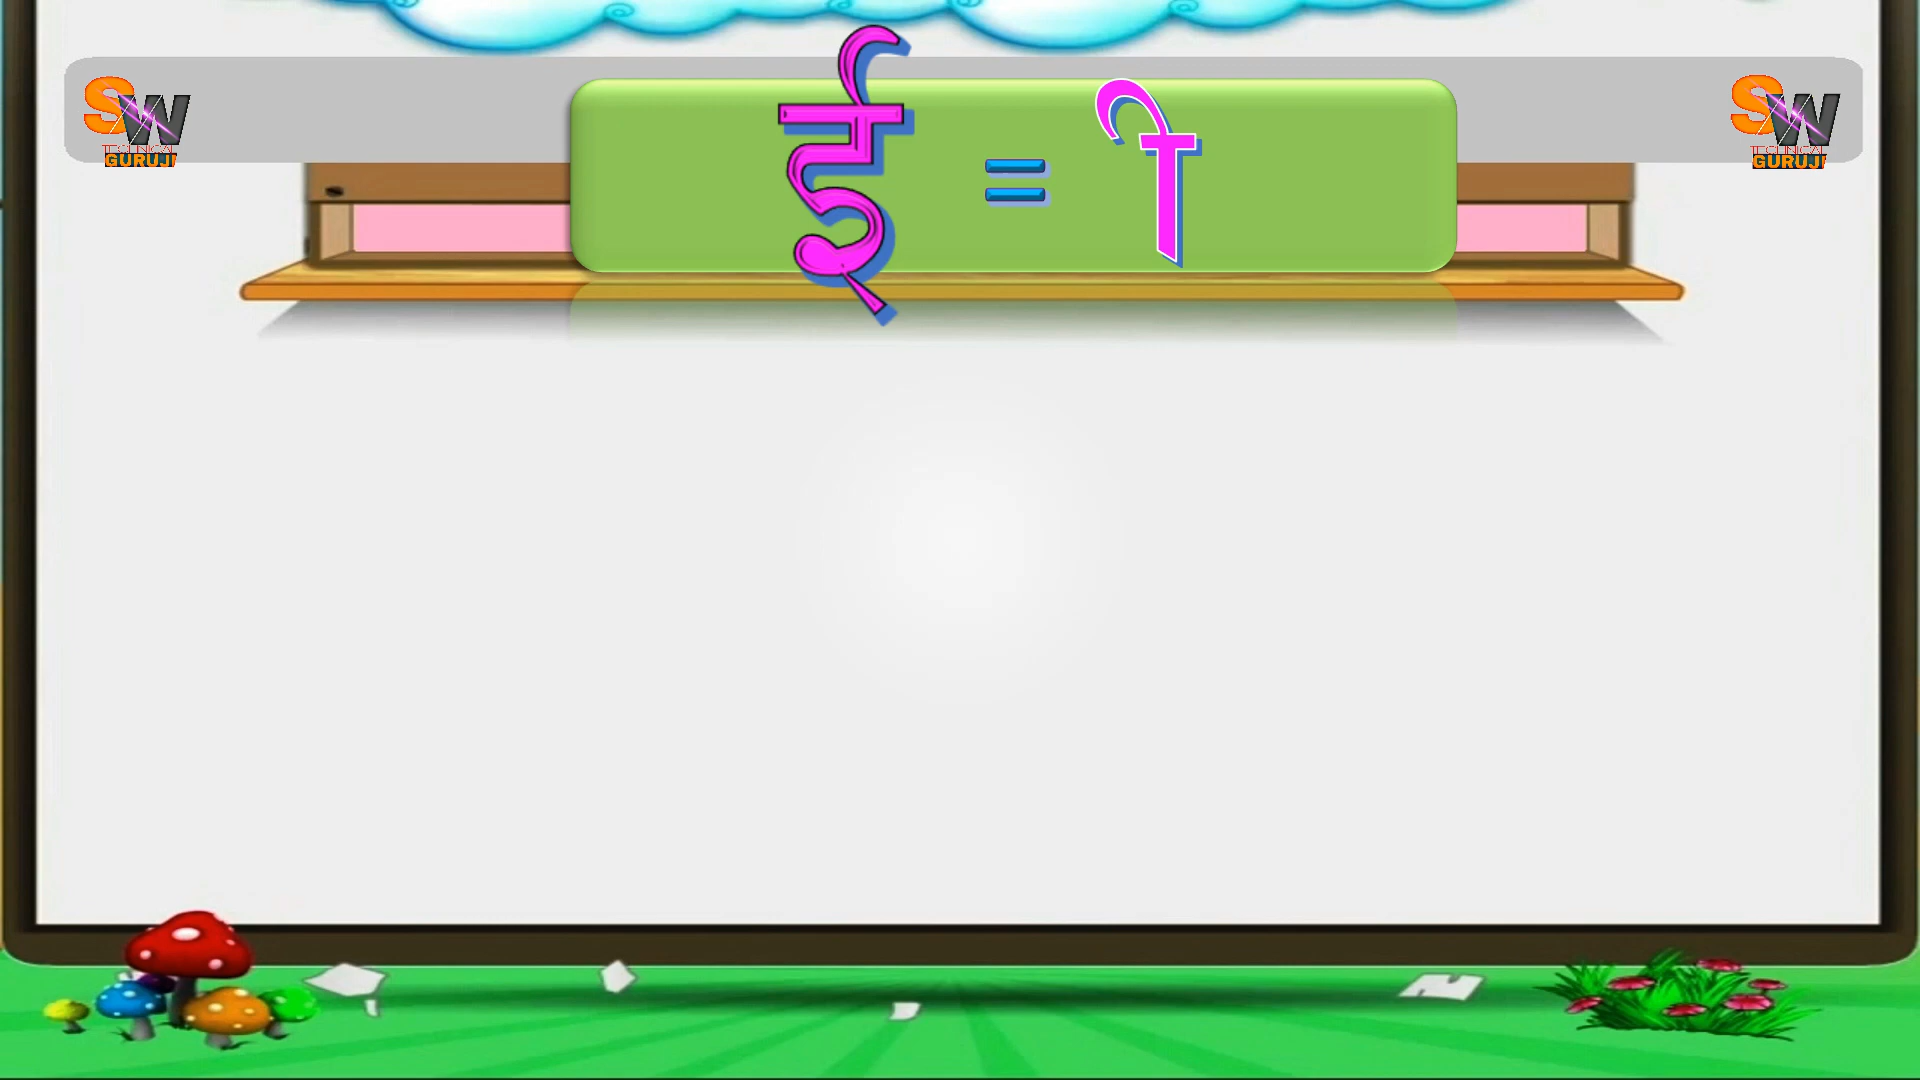 ई = ी
SW SW
TECHNICAL TECHNICAL
GURUJI GURUJI